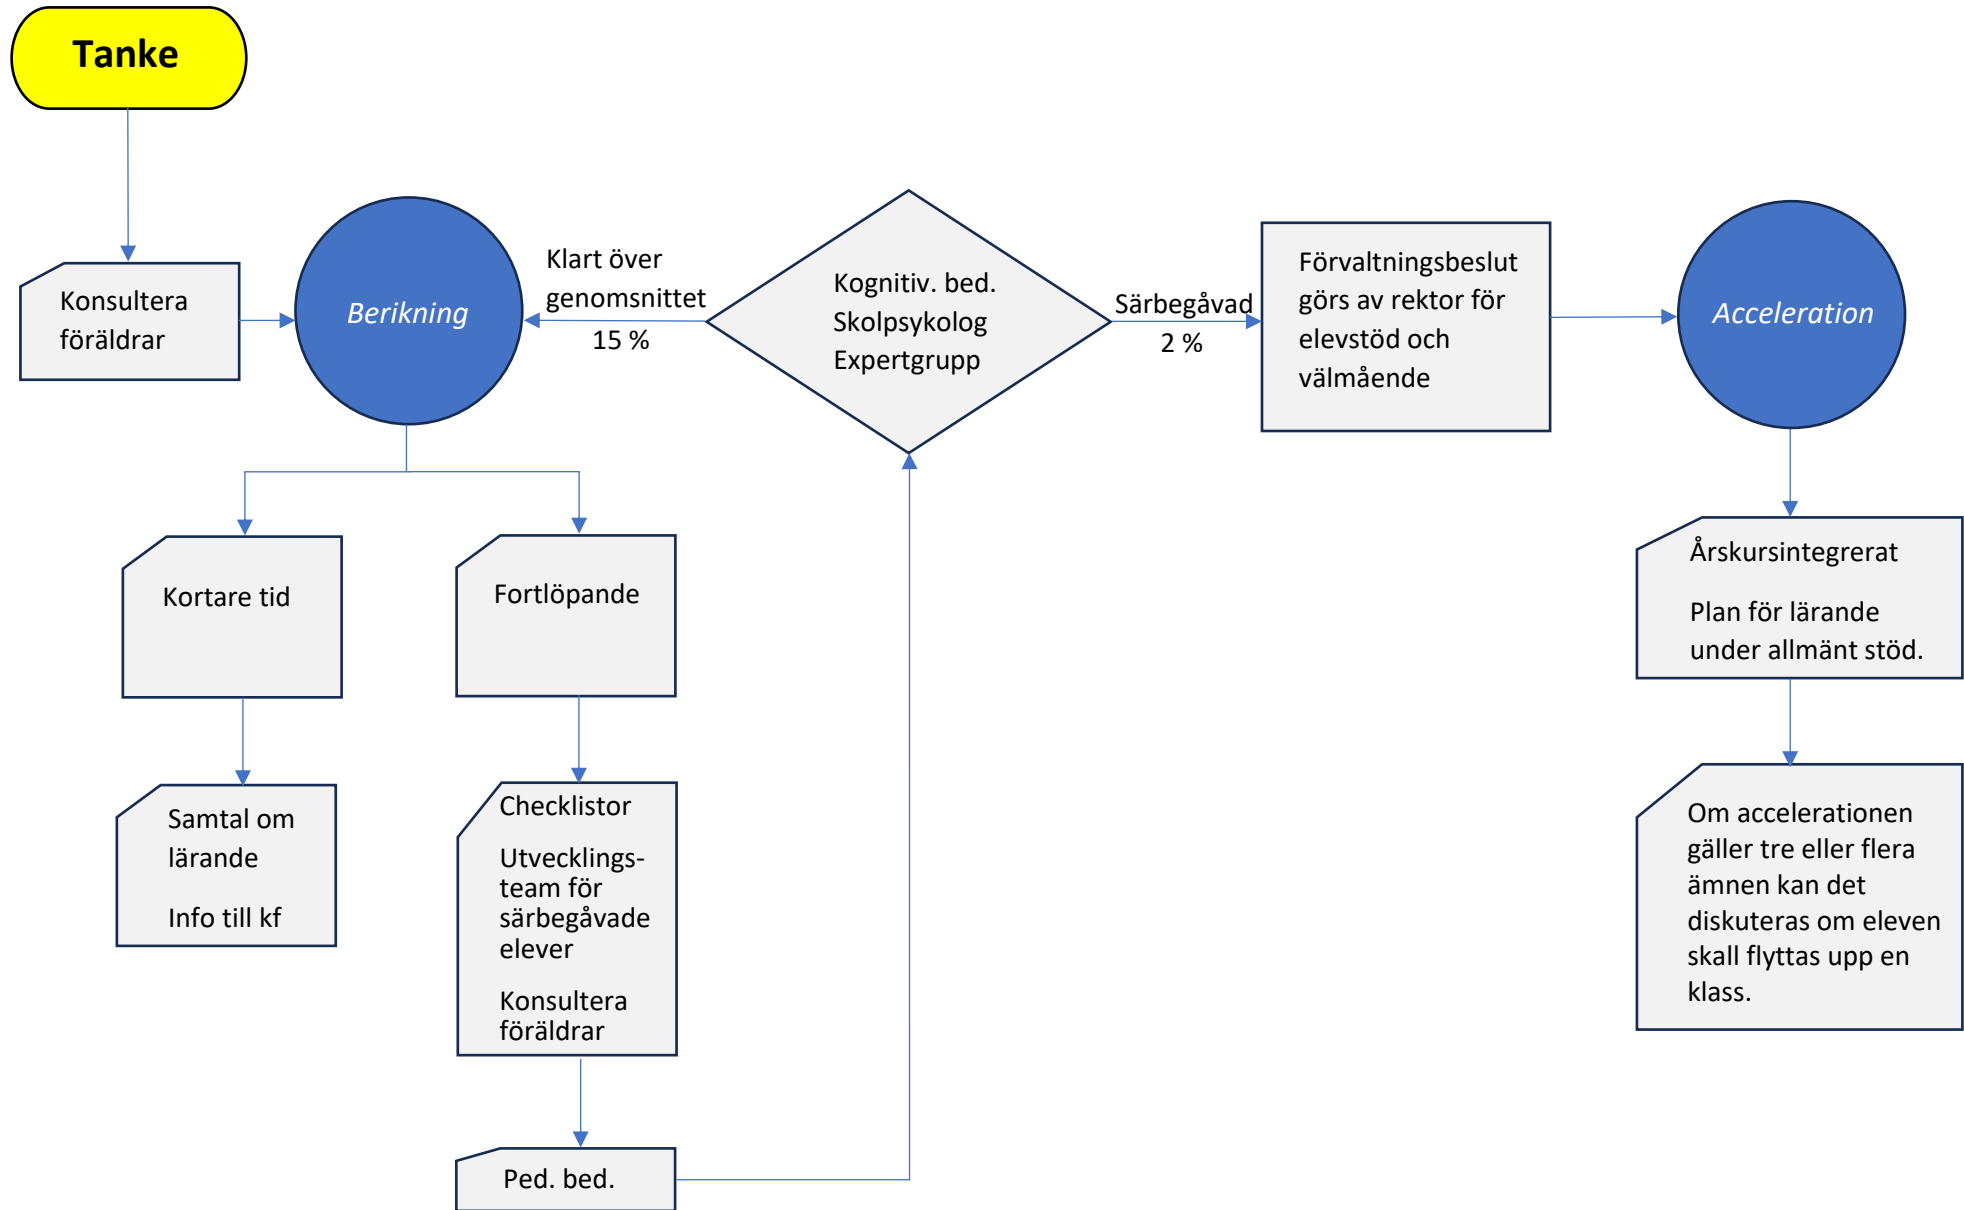 Tanke
Konsultera
föräldrar
Berikning
Klart över
genomsnittet
15 %
Kognitiv. bed.
Skolpsykolog
Expertgrupp
Särbegåvad
2 %
Förvaltningsbeslut
görs av rektor för
elevstöd och
välmående
Acceleration
Kortare tid
Fortlöpande
Årskursintegrerat
Plan för lärande
under allmänt stöd.
Samtal om
lärande
Info till kf
Checklistor
Utvecklings-
team för
särbegåvade
elever
Konsultera
föräldrar
Om accelerationen
gäller tre eller flera
ämnen kan det
diskuteras om eleven
skall flyttas upp en
klass.
Ped. bed.